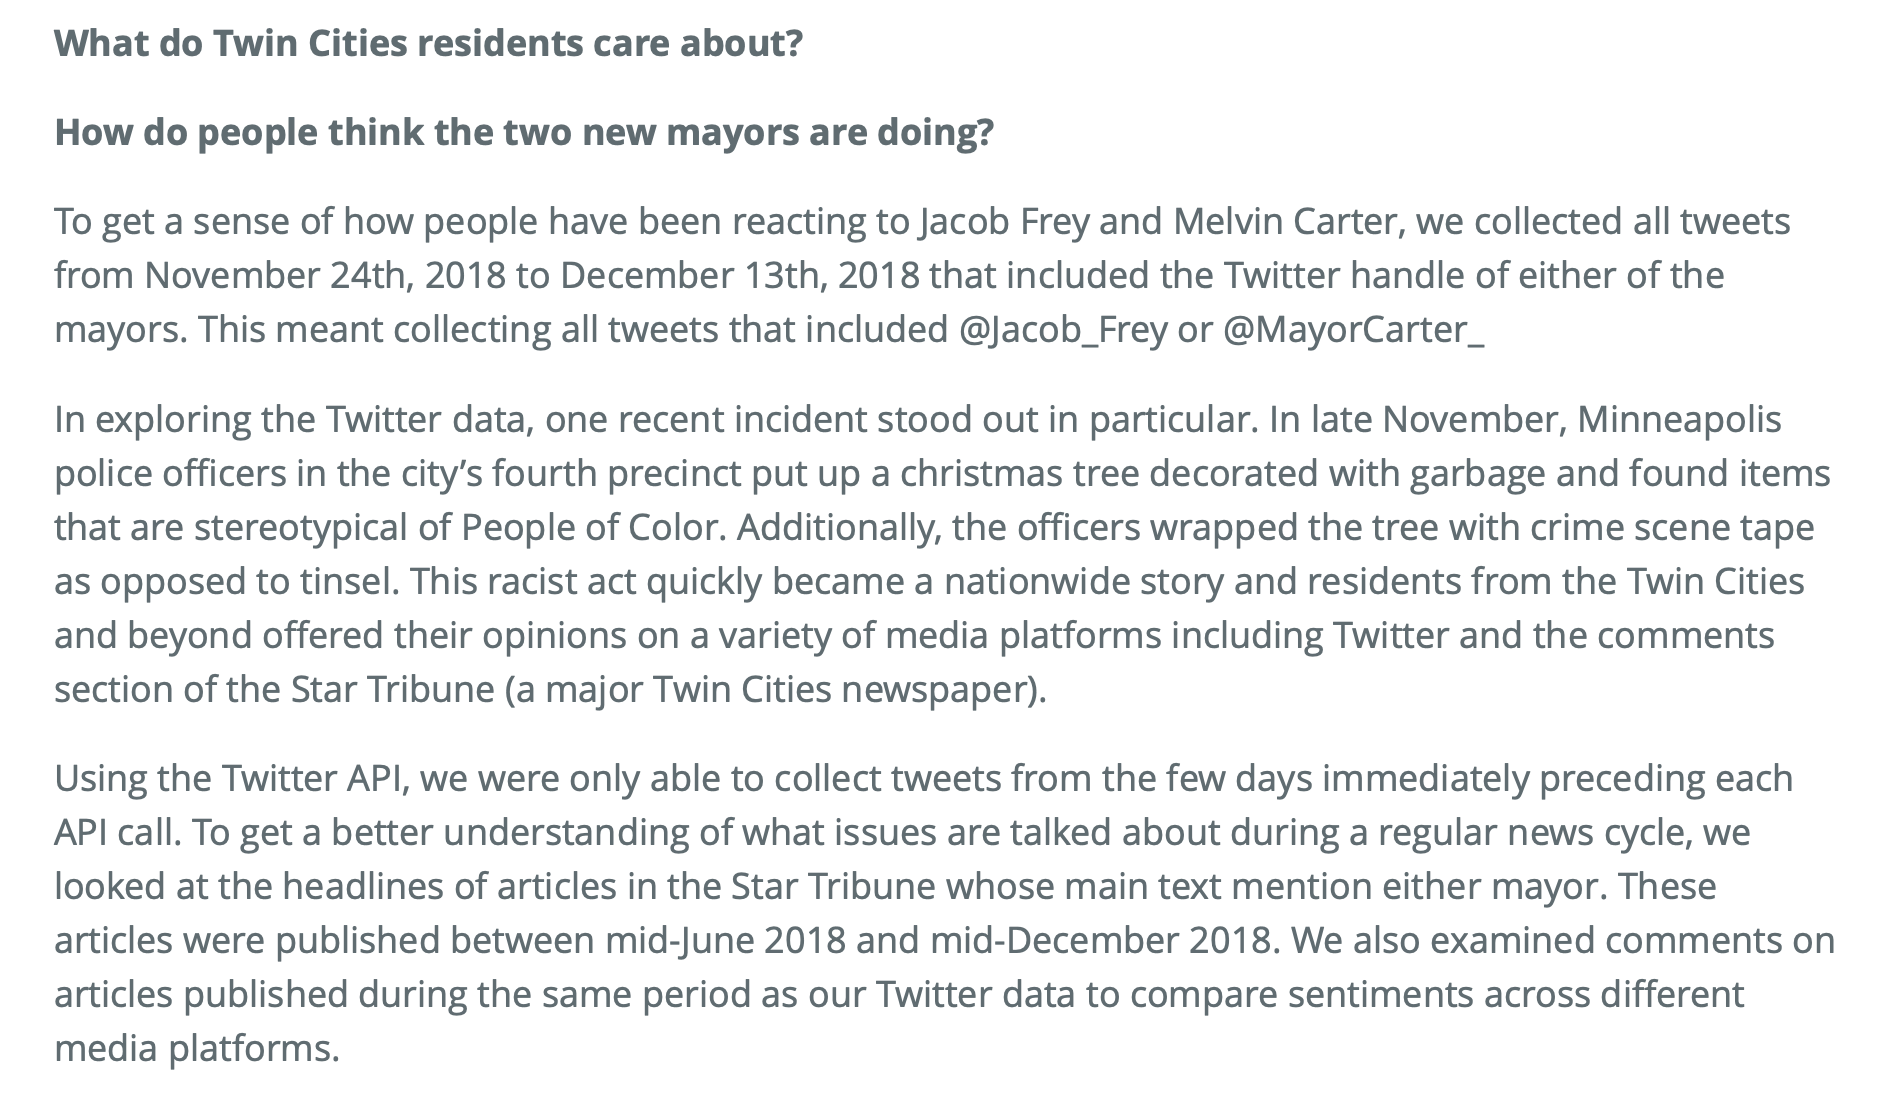 What do Twin Cities residents care about?
How do people think the two new mayors are doing?
To get a sense of how people have been reacting to Jacob Frey and Melvin Carter, we collected all tweets
from November 24th, 2018 to December 13th, 2018 that included the Twitter handle of either of the
mayors. This meant collecting all tweets that included @Jacob_Frey or @MayorCarter_
In exploring the Twitter data, one recent incident stood out in particular. In late November, Minneapolis
police officers in the city’s fourth precinct put up a christmas tree decorated with garbage and found items
that are stereotypical of People of Color. Additionally, the officers wrapped the tree with crime scene tape
as opposed to tinsel. This racist act quickly became a nationwide story and residents from the Twin Cities
and beyond offered their opinions on a variety of media platforms including Twitter and the comments
section of the Star Tribune (a major Twin Cities newspaper).
Using the Twitter API, we were only able to collect tweets from the few days immediately preceding each
API call. To get a better understanding of what issues are talked about during a regular news cycle, we
looked at the headlines of articles in the Star Tribune whose main text mention either mayor. These
articles were published between mid-June 2018 and mid-December 2018. We also examined comments on
articles published during the same period as our Twitter data to compare sentiments across different
media platforms.